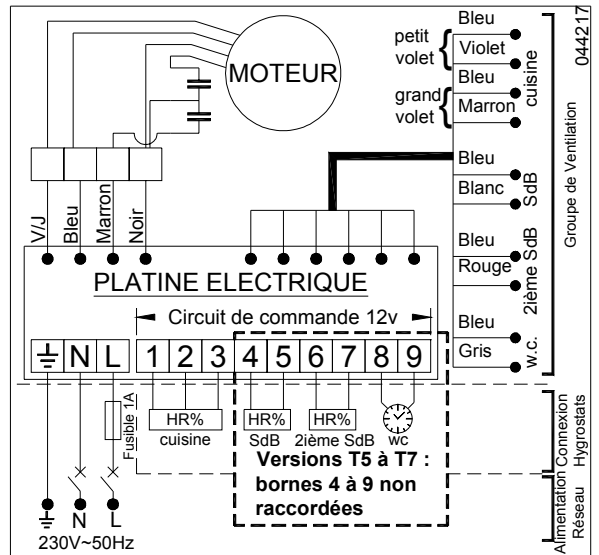 MOTEUR
V/J
Bleu
Marron
Noir
petit
volet
Bleu
Violet
grand
volet
Bleu
Marron
cuisine
Bleu
Blanc
SdB
Bleu
Rouge
2ième SdB
Bleu
Gris
w.c.
Groupe de Ventilation
044217
PLATINE ELECTRIQUE
Circuit de commande 12v
N L 1 2 3 4 5 6 7 8 9
Fusible 1A
HR% HR% HR%
cuisine SdB 2ième SdB wc
Versions T5 à T7 :
bornes 4 à 9 non
raccordées
Connexion
Hygrostats
Alimentation
Réseau
N L
230V~50Hz